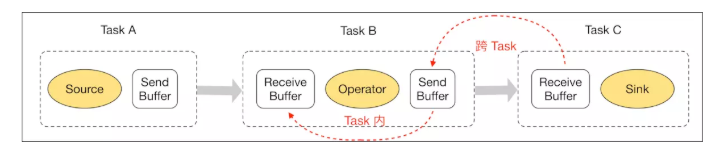 Task A
Task B
Task C
跨 Task
Source
Send
Buffer
Receive
Buffer
Operator
Send
Buffer
Receive
Buffer
Sink
Task 内